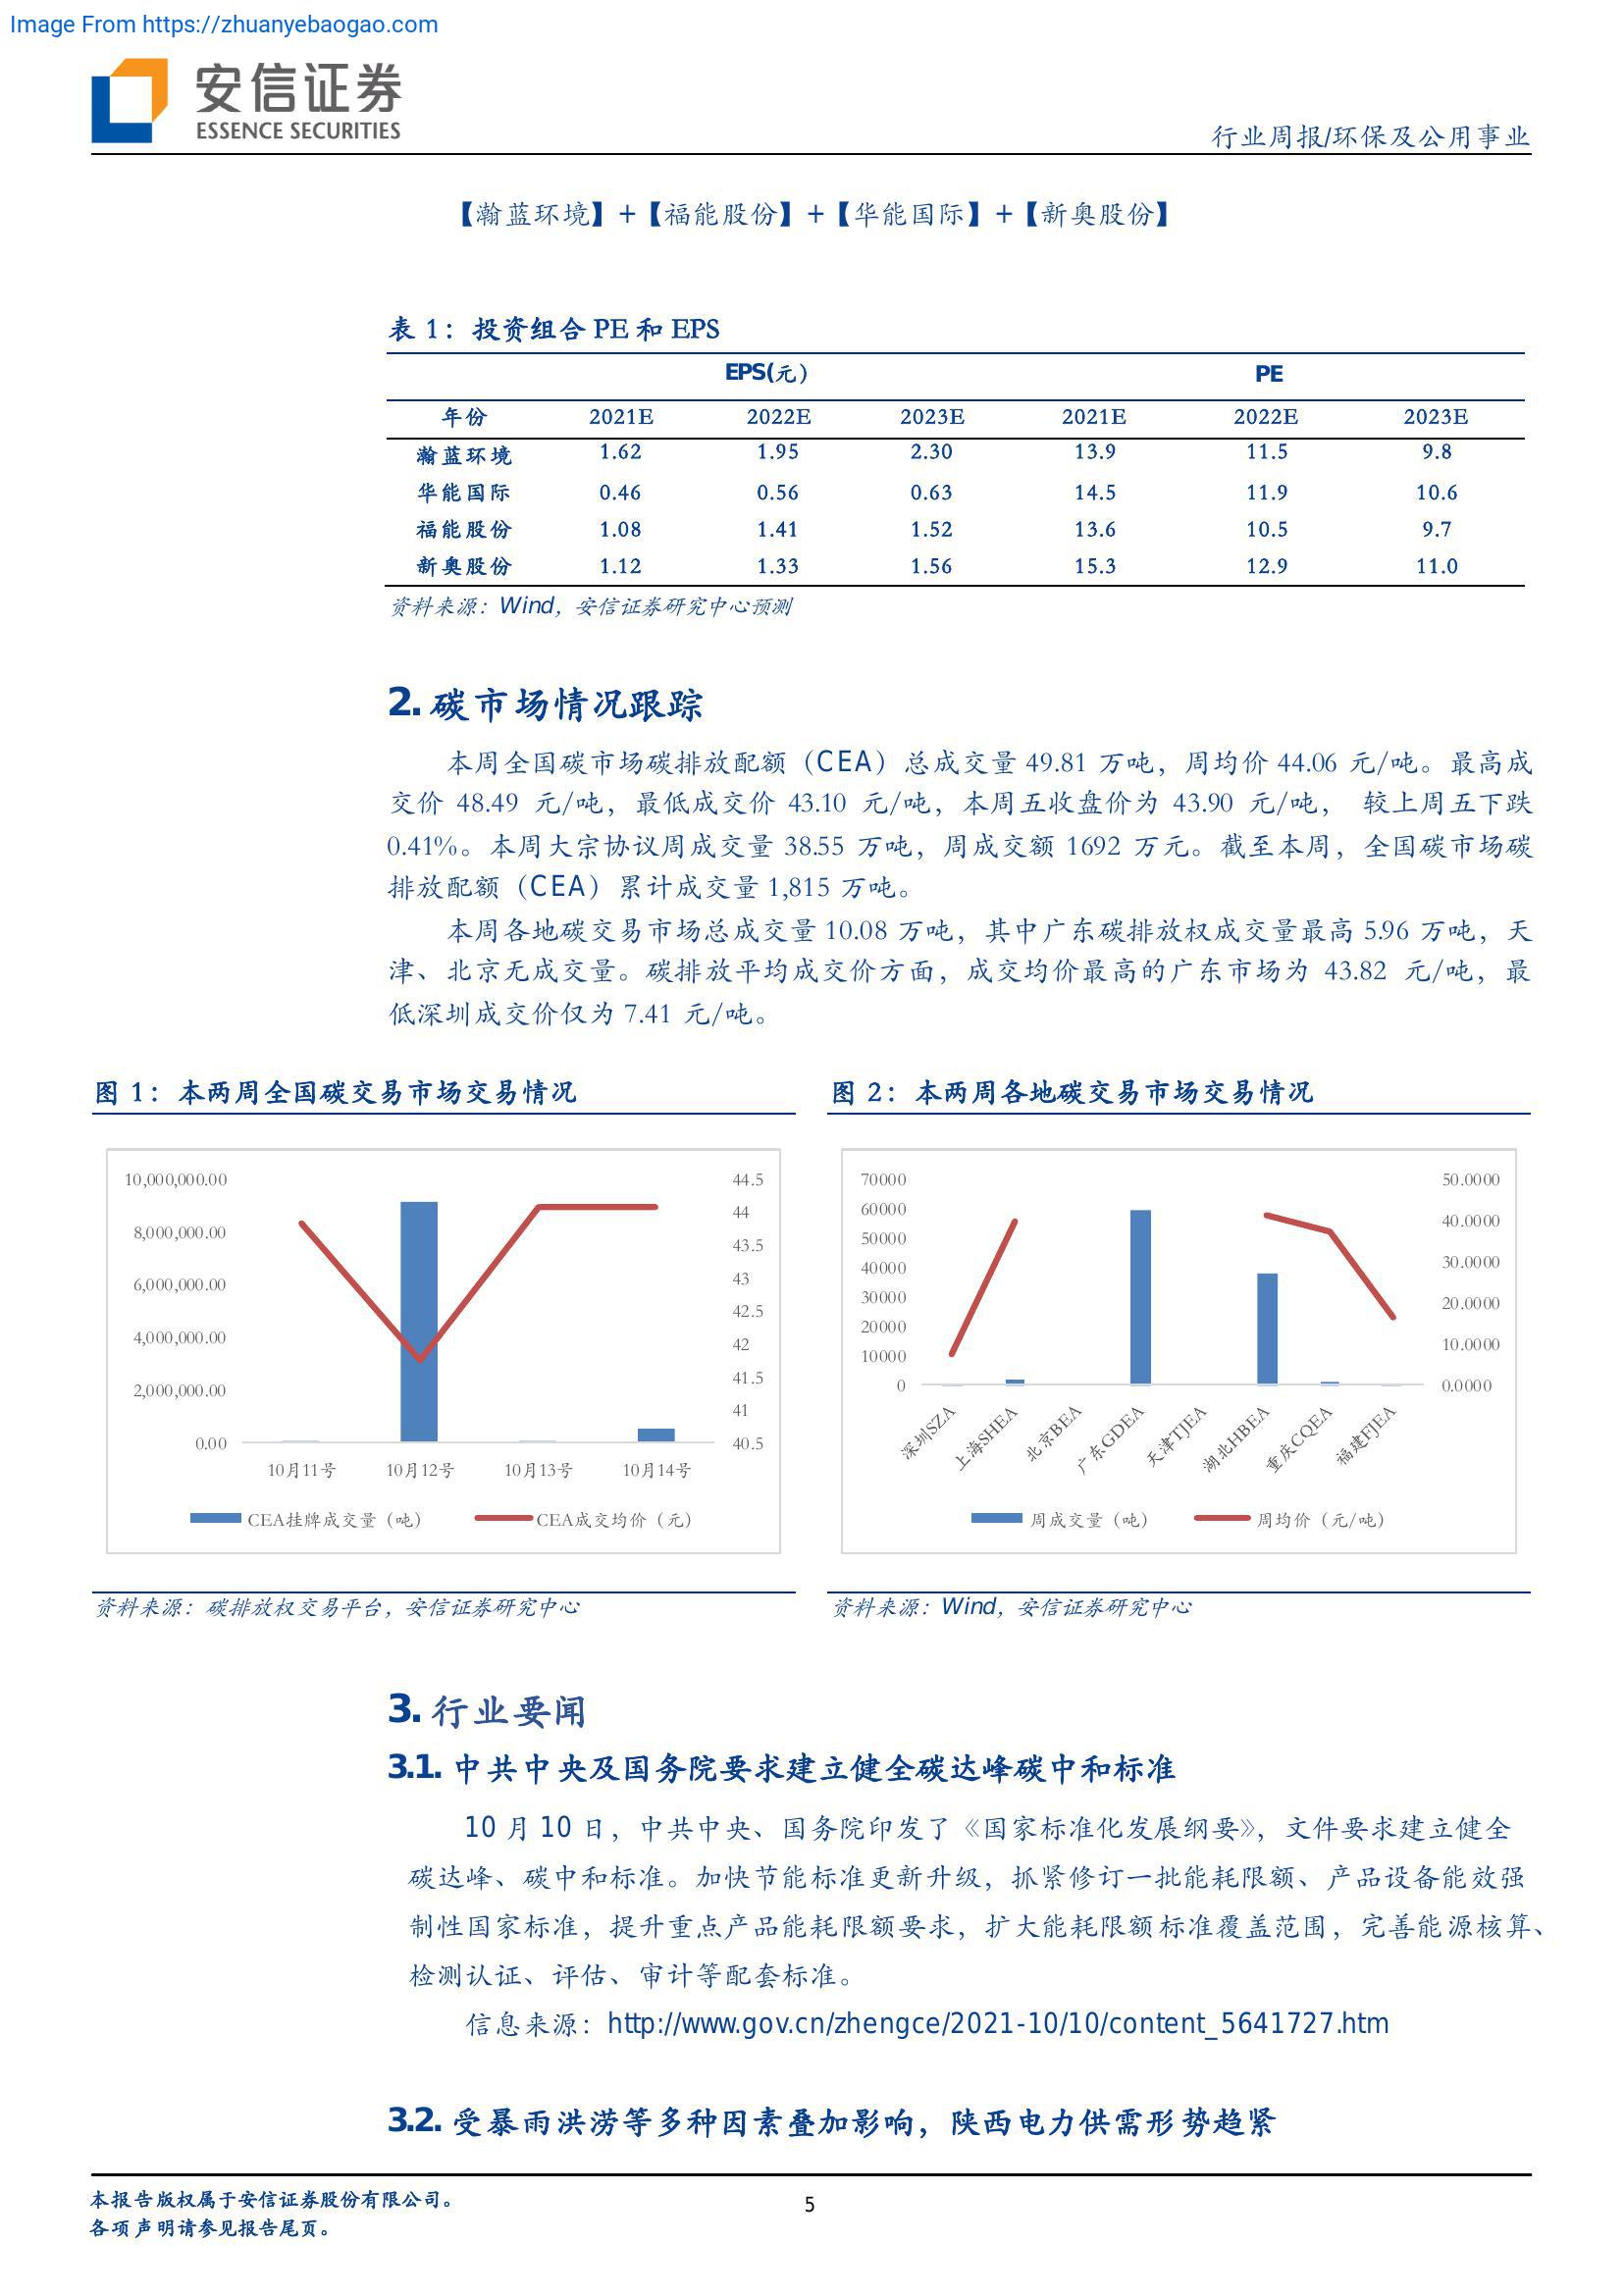 Image From https://zhuanyebaogao.com
安信证券
ESSENCE SECURITIES
行业周报/环保及公用事业
【瀚蓝环境】+【福能股份】+【华能国际】+【新奥股份】
表 1：投资组合 PE 和 EPS
EPS(元） PE
年份 2021E 2022E 2023E 2021E 2022E 2023E
瀚蓝环境 1.62 1.95 2.30 13.9 11.5 9.8
华能国际 0.46 0.56 0.63 14.5 11.9 10.6
福能股份 1.08 1.41 1.52 13.6 10.5 9.7
新奥股份 1.12 1.33 1.56 15.3 12.9 11.0
资料来源：Wind，安信证券研究中心预测
2. 碳市场情况跟踪
本周全国碳市场碳排放配额（CEA）总成交量 49.81 万吨，周均价 44.06 元/吨。最高成
交价 48.49 元/吨，最低成交价 43.10 元/吨，本周五收盘价为 43.90 元/吨， 较上周五下跌
0.41%。本周大宗协议周成交量 38.55 万吨，周成交额 1692 万元。截至本周，全国碳市场碳
排放配额（CEA）累计成交量 1,815 万吨。
本周各地碳交易市场总成交量 10.08 万吨，其中广东碳排放权成交量最高 5.96 万吨，天
津、北京无成交量。碳排放平均成交价方面，成交均价最高的广东市场为 43.82 元/吨，最
低深圳成交价仅为 7.41 元/吨。
图 1：本两周全国碳交易市场交易情况
10,000,000.00
8,000,000.00
6,000,000.00
4,000,000.00
2,000,000.00
0.00
44.5
44
43.5
43
42.5
42
41.5
41
40.5
10月11号 10月12号 10月13号 10月14号
CEA挂牌成交量（吨） CEA成交均价（元）
资料来源：碳排放权交易平台，安信证券研究中心
图 2：本两周各地碳交易市场交易情况
70000
60000
50000
40000
30000
20000
10000
0
50.0000
40.0000
30.0000
20.0000
10.0000
0.0000
深圳SZA 上海SHEA 北京BEA 广东GDEA 天津TJEA 湖北HBEA 重庆CQEA 福建FJEA
周成交量（吨） 周均价（元/吨）
资料来源：Wind，安信证券研究中心
3. 行业要闻
3.1. 中共中央及国务院要求建立健全碳达峰碳中和标准
10 月 10 日，中共中央、国务院印发了《国家标准化发展纲要》，文件要求建立健全
碳达峰、碳中和标准。加快节能标准更新升级，抓紧修订一批能耗限额、产品设备能效强
制性国家标准，提升重点产品能耗限额要求，扩大能耗限额标准覆盖范围，完善能源核算、
检测认证、评估、审计等配套标准。
信息来源：http://www.gov.cn/zhengce/2021-10/10/content_5641727.htm
3.2. 受暴雨洪涝等多种因素叠加影响，陕西电力供需形势趋紧
本报告版权属于安信证券股份有限公司。
各项声明请参见报告尾页。
5